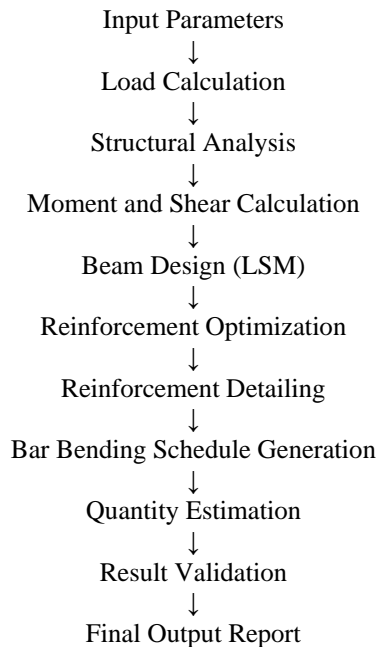 Input Parameters
↓
Load Calculation
↓
Structural Analysis
↓
Moment and Shear Calculation
↓
Beam Design (LSM)
↓
Reinforcement Optimization
↓
Reinforcement Detailing
↓
Bar Bending Schedule Generation
↓
Quantity Estimation
↓
Result Validation
↓
Final Output Report